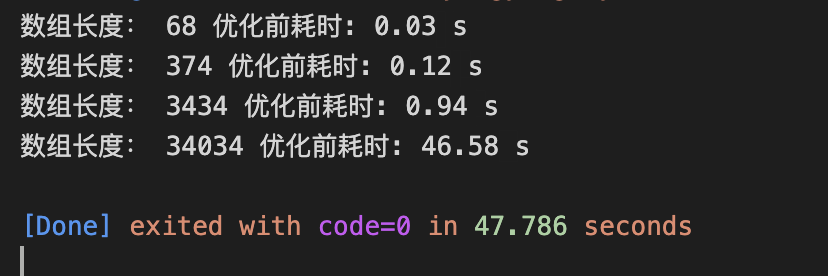 数组长度： 68 优化前耗时: 0.03 s
数组长度： 374 优化前耗时: 0.12 s
数组长度： 3434 优化前耗时: 0.94 s
数组长度： 34034 优化前耗时: 46.58 s
[Done] exited with code=0 in 47.786 seconds